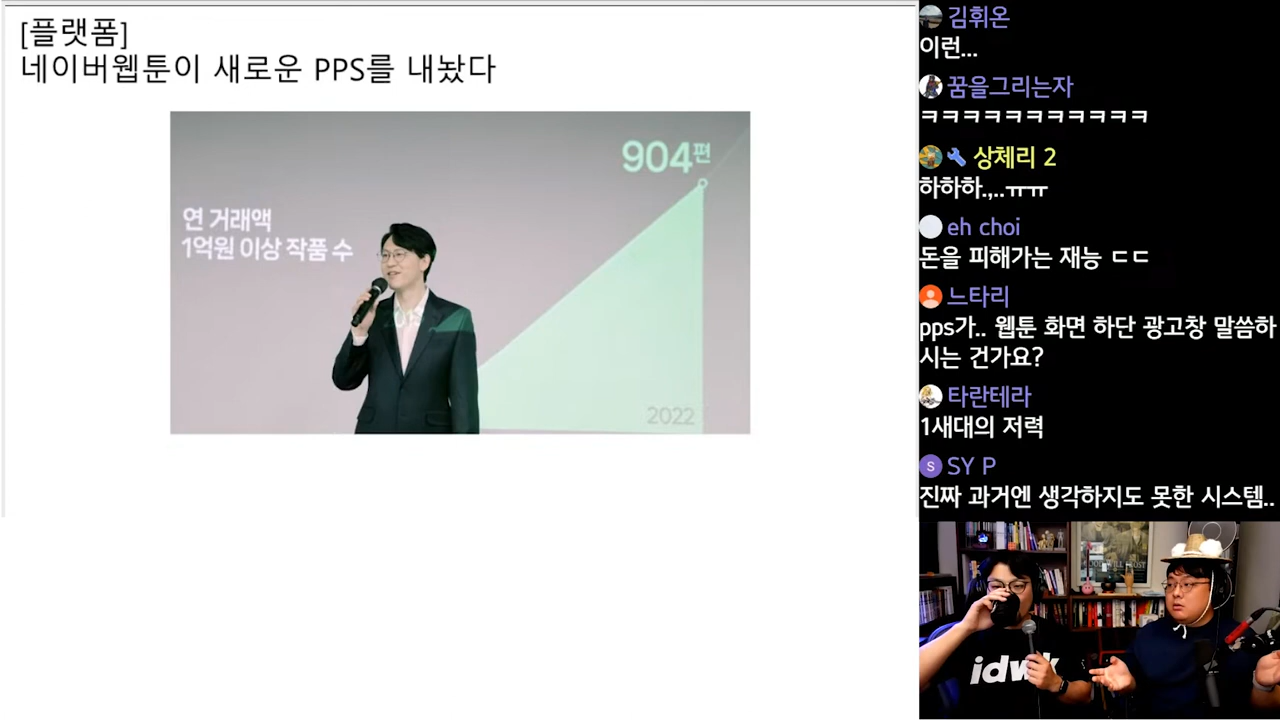 [플랫폼]
네이버웹툰이 새로운 PPS를 내놨다
904편
연 거래액
1억원 이상 작품 수
2022
김휘온
이런...
꿈을그리는자
ㅋㅋㅋㅋㅋㅋㅋㅋㅋㅋㅋ
상체리 2
하하하.,..ㅠㅠ
eh choi
돈을 피해가는 재능 ㄷㄷ
느타리
pps가.. 웹툰 화면 하단 광고창 말씀하
시는 건가요?
타란테라
1세대의 저력
S SY P
진짜 과거엔 생각하지도 못한 시스템..